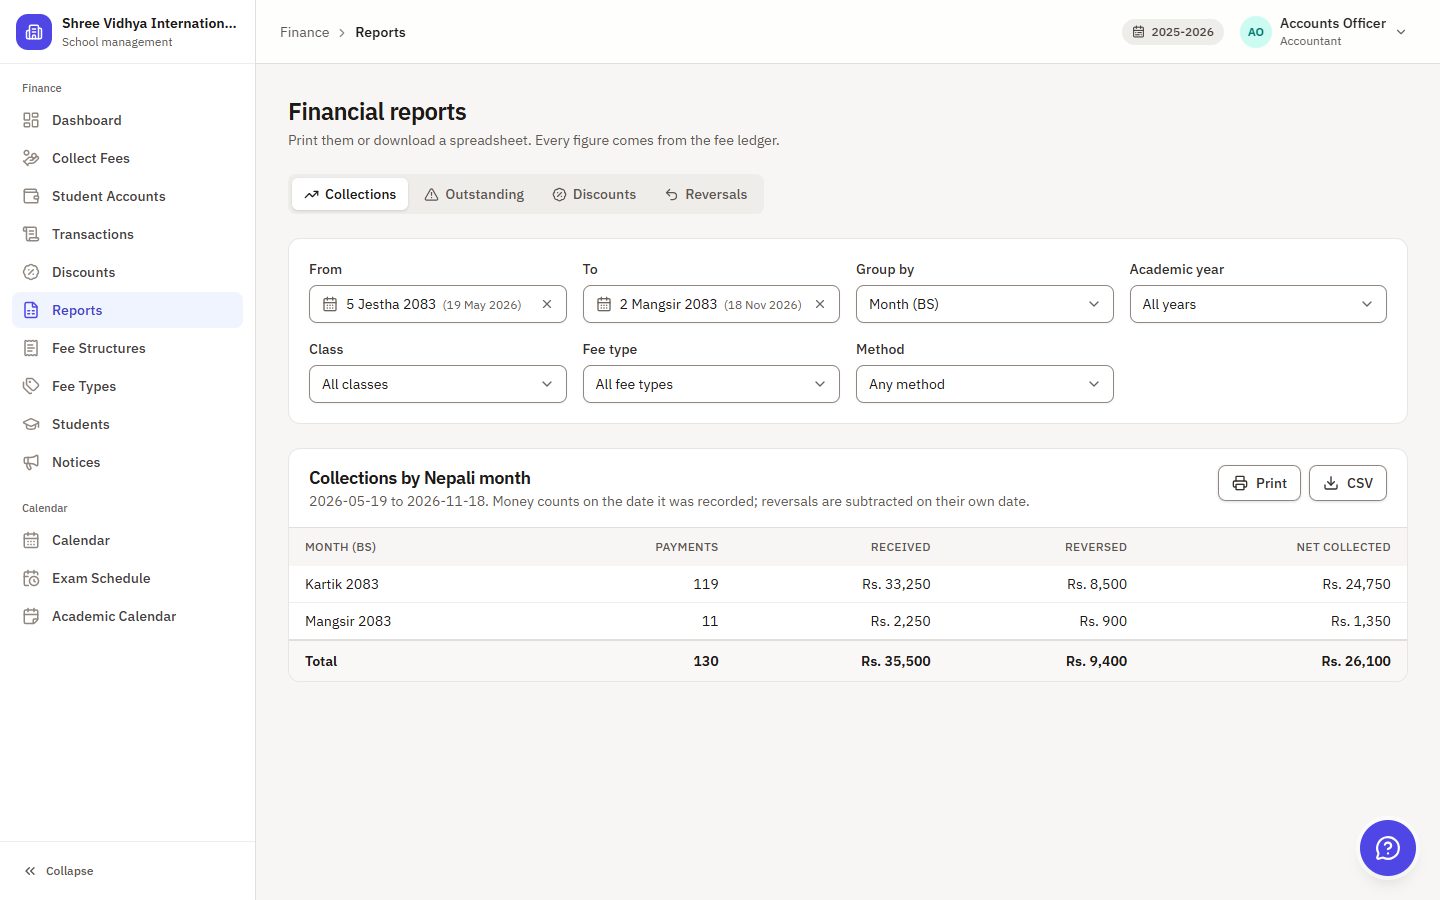 Shree Vidhya Internation...
School management
Finance > Reports
2025-2026
AO
Accounts Officer
Accountant
Finance
Dashboard
Collect Fees
Student Accounts
Transactions
Discounts
Reports
Fee Structures
Fee Types
Students
Notices
Calendar
Calendar
Exam Schedule
Academic Calendar
Collapse
Financial reports
Print them or download a spreadsheet. Every figure comes from the fee ledger.
Collections Outstanding Discounts Reversals
From To Group by Academic year
5 Jestha 2083 (19 May 2026) 2 Mangsir 2083 (18 Nov 2026) Month (BS) All years
Class Fee type Method
All classes All fee types Any method
Collections by Nepali month
2026-05-19 to 2026-11-18. Money counts on the date it was recorded; reversals are subtracted on their own date.
Print CSV
MONTH (BS) PAYMENTS RECEIVED REVERSED NET COLLECTED
Kartik 2083 119 Rs. 33,250 Rs. 8,500 Rs. 24,750
Mangsir 2083 11 Rs. 2,250 Rs. 900 Rs. 1,350
Total 130 Rs. 35,500 Rs. 9,400 Rs. 26,100